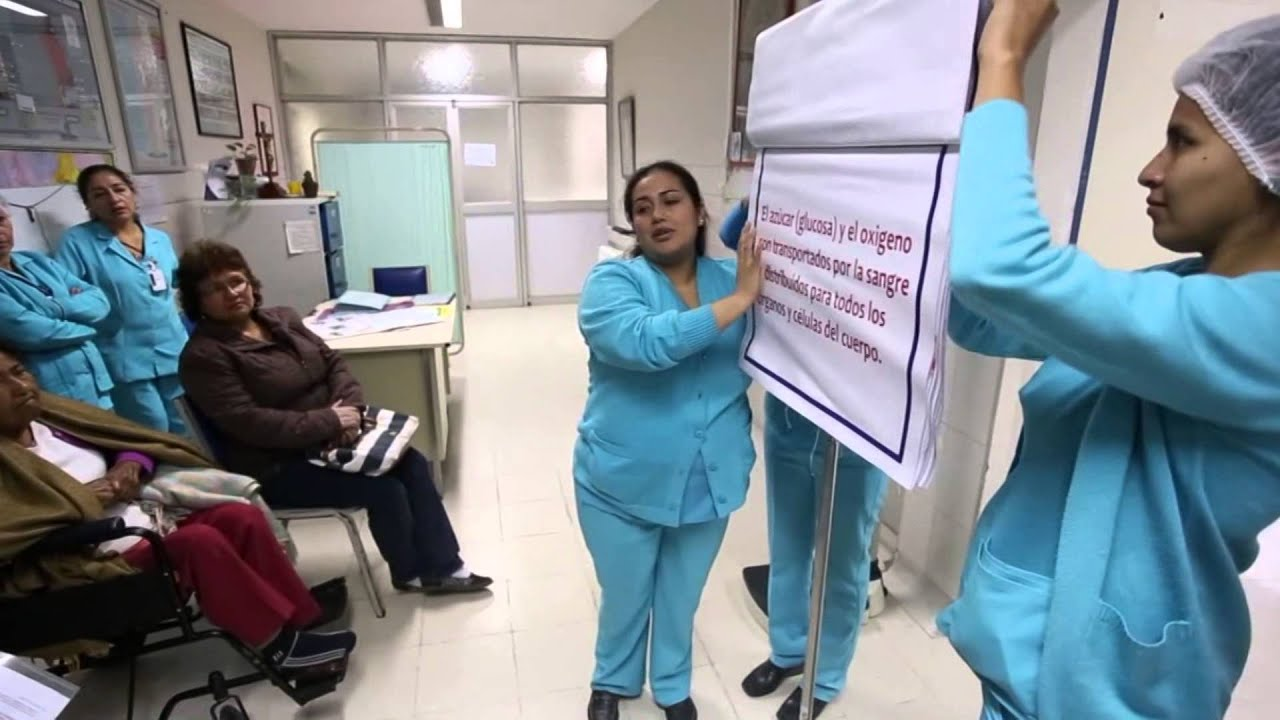 El azúcar (glucosa) y el oxigeno
son transportados por la sangre
distribuidos para todos los
órganos y células del cuerpo.